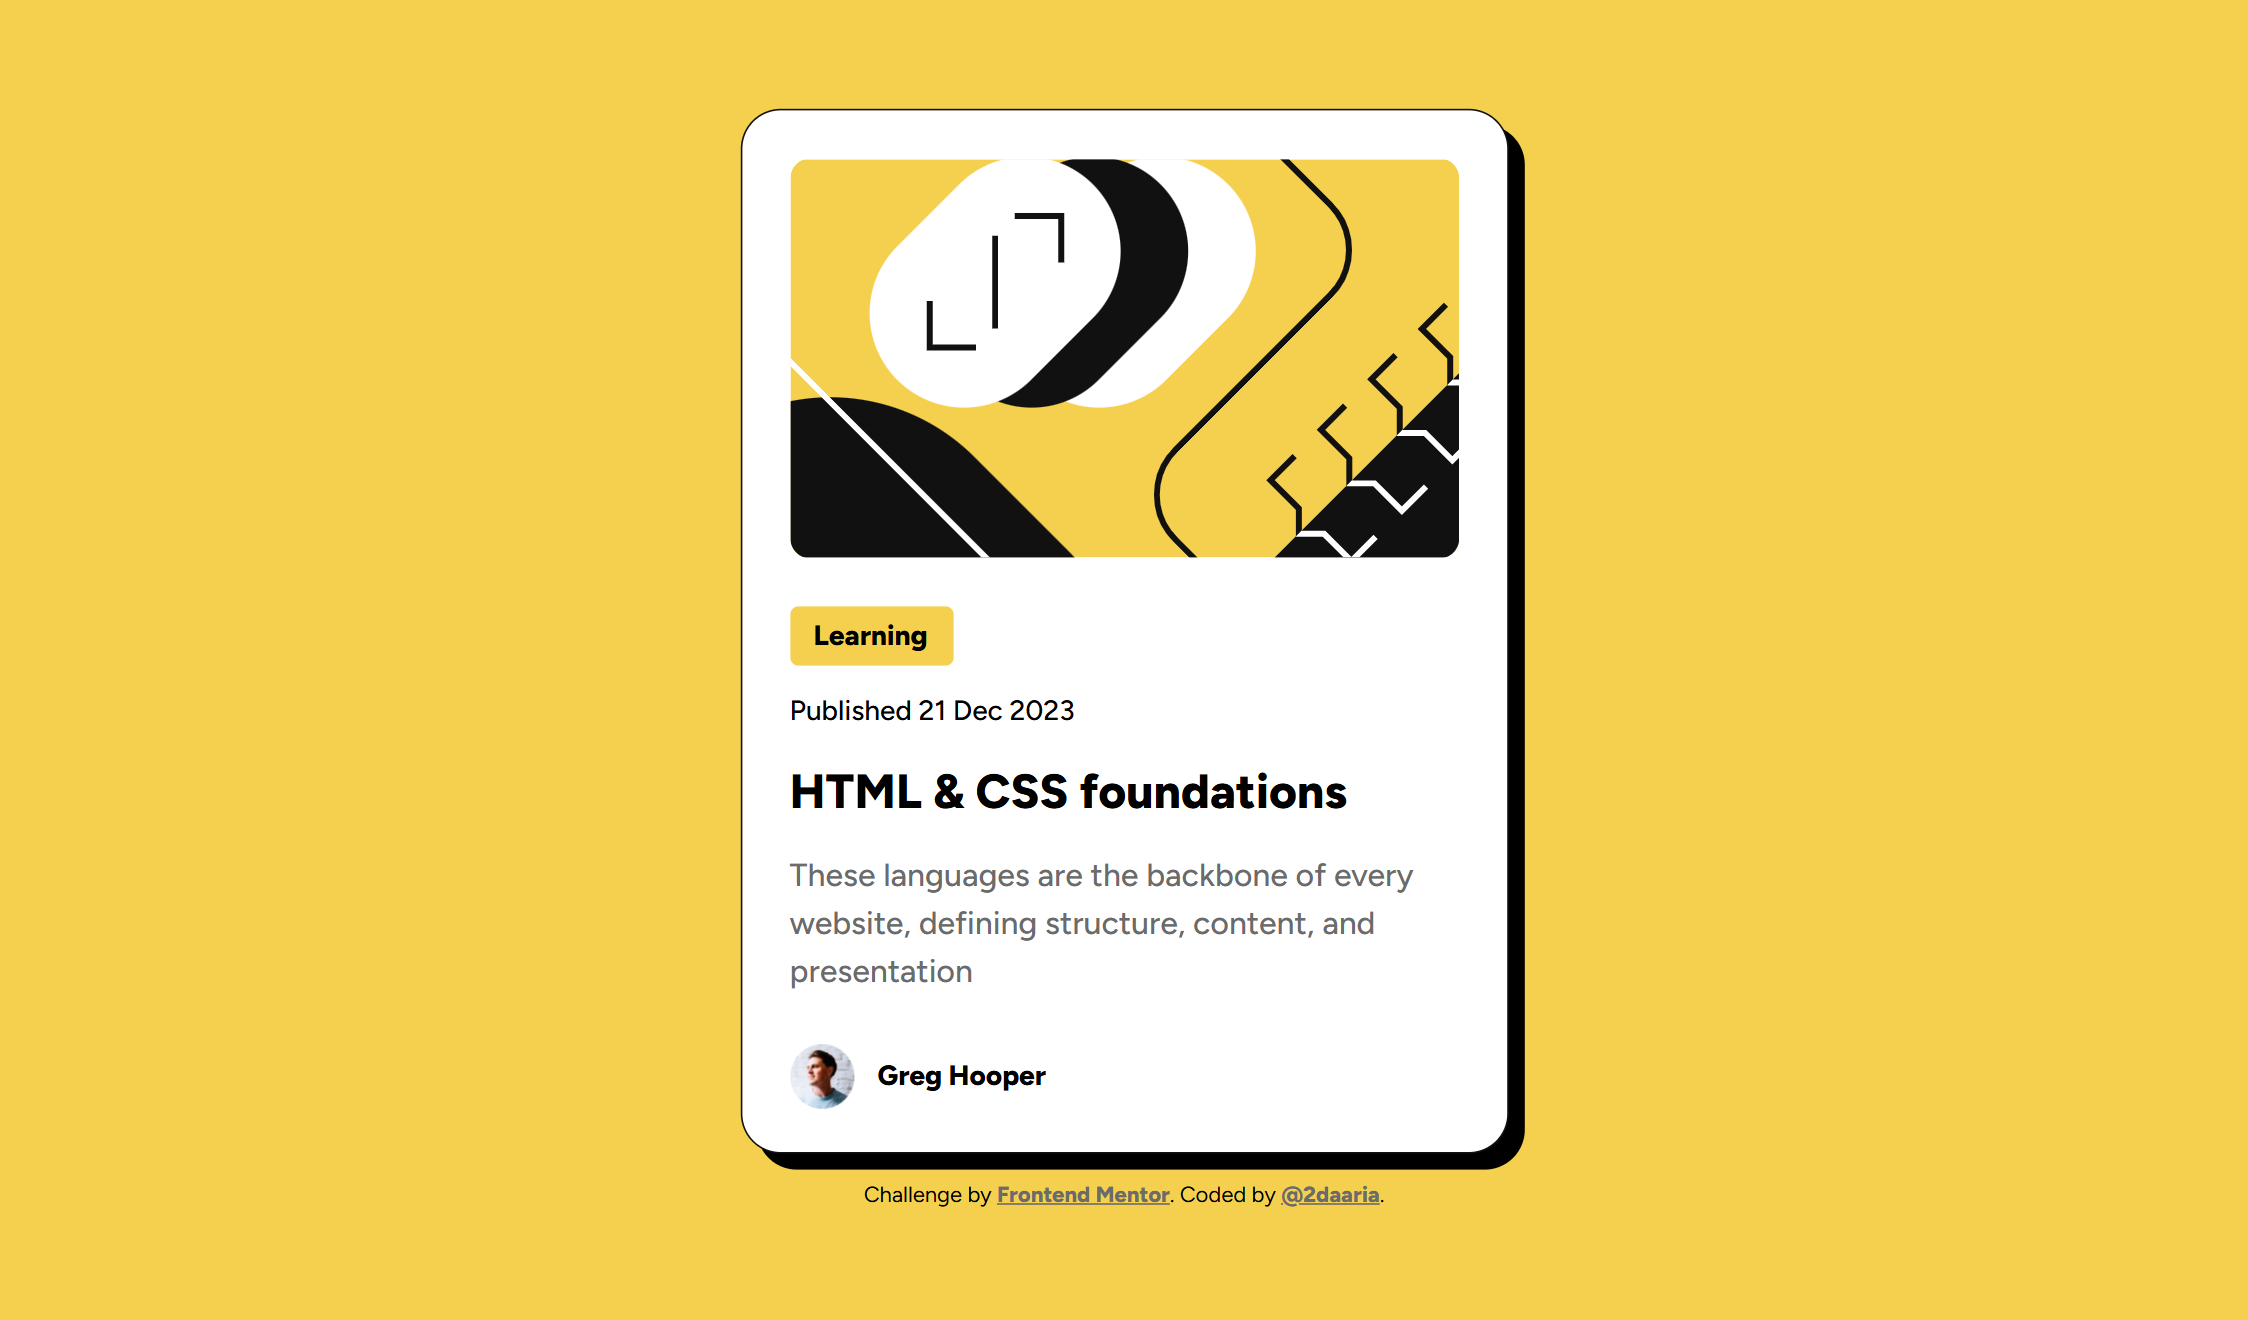 Learning
Published 21 Dec 2023
HTML & CSS foundations
These languages are the backbone of every
website, defining structure, content, and
presentation
Greg Hooper
Challenge by Frontend Mentor. Coded by @2daaria.